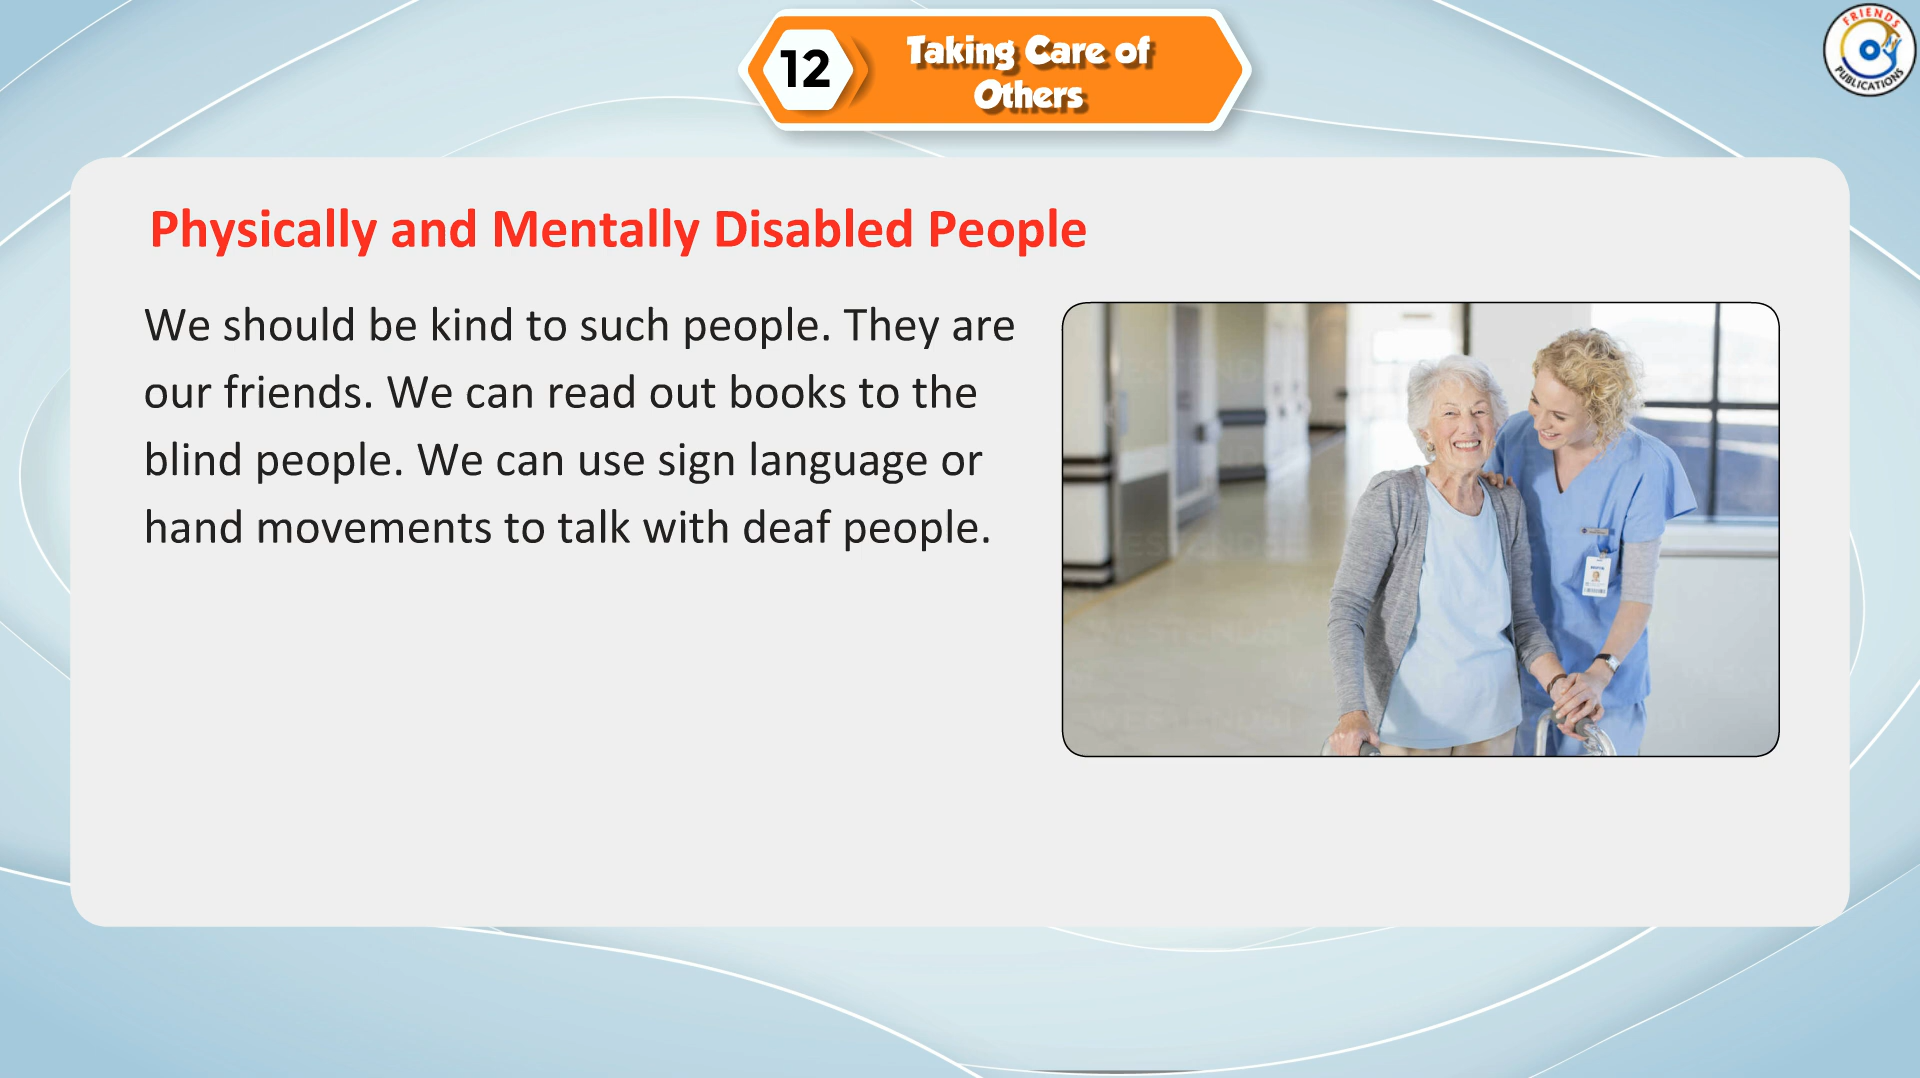 12
Taking Care of
Others
FRIENDS
PUBLICATIONS
Physically and Mentally Disabled People
We should be kind to such people. They are
our friends. We can read out books to the
blind people. We can use sign language or
hand movements to talk with deaf people.